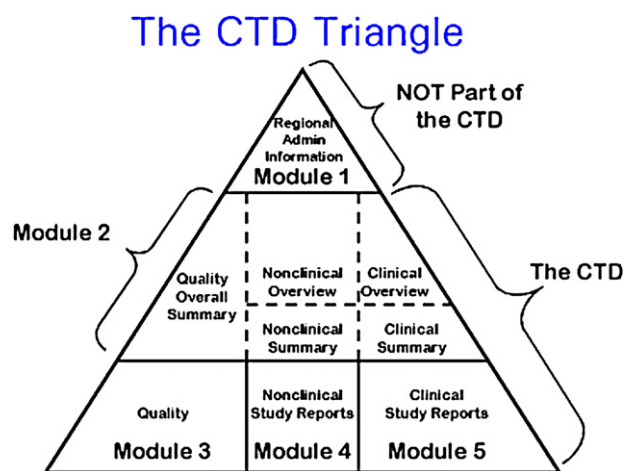 The CTD Triangle
NOT Part of
the CTD
Regional
Admin
Information
Module 1
Module 2
The CTD
Quality
Overall
Summary
Nonclinical
Overview
Clinical
Overview
Nonclinical
Summary
Clinical
Summary
Quality
Module 3
Nonclinical
Study Reports
Module 4
Clinical
Study Reports
Module 5